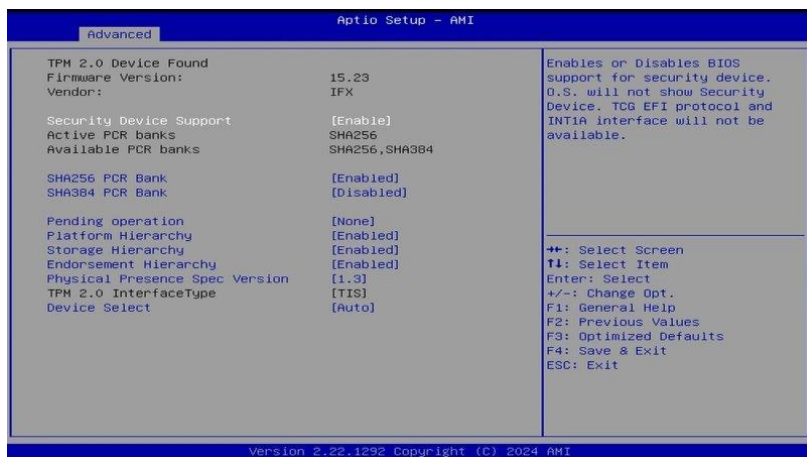 Aptio Setup - AMI
Advanced
TPM 2.0 Device Found
Firmware Version: 15.23
Vendor: IFX
Security Device Support [Enable]
Active PCR banks SHA256
Available PCR banks SHA256,SHA384
SHA256 PCR Bank [Enabled]
SHA384 PCR Bank [Disabled]
Pending operation [None]
Platform Hierarchy [Enabled]
Storage Hierarchy [Enabled]
Endorsement Hierarchy [Enabled]
Physical Presence Spec Version [1.3]
TPM 2.0 InterfaceType [TIS]
Device Select [Auto]
Enables or Disables BIOS
support for security device.
O.S. will not show Security
Device. TCG EFI protocol and
INT1A interface will not be
available.
→←: Select Screen
↑↓: Select Item
Enter: Select
+/-: Change Opt.
F1: General Help
F2: Previous Values
F3: Optimized Defaults
F4: Save & Exit
ESC: Exit
Version 2.22.1292 Copyright (C) 2024 AMI